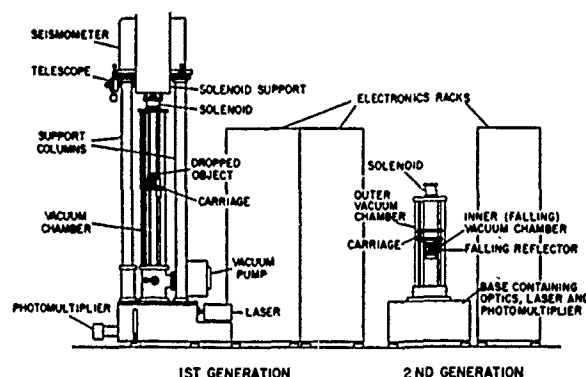 SEISMOMETER
TELESCOPE
SOLENOID SUPPORT
SOLENOID
SUPPORT
COLUMNS
DROPPED
OBJECT
CARRIAGE
VACUUM
CHAMBER
VACUUM
PUMP
LASER
PHOTOMULTIPLIER
1ST GENERATION
ELECTRONICS RACKS
SOLENOID
OUTER
VACUUM
CHAMBER
CARRIAGE
INNER (FALLING)
VACUUM CHAMBER
FALLING REFLECTOR
BASE CONTAINING
OPTICS, LASER AND
PHOTOMULTIPLIER
2ND GENERATION